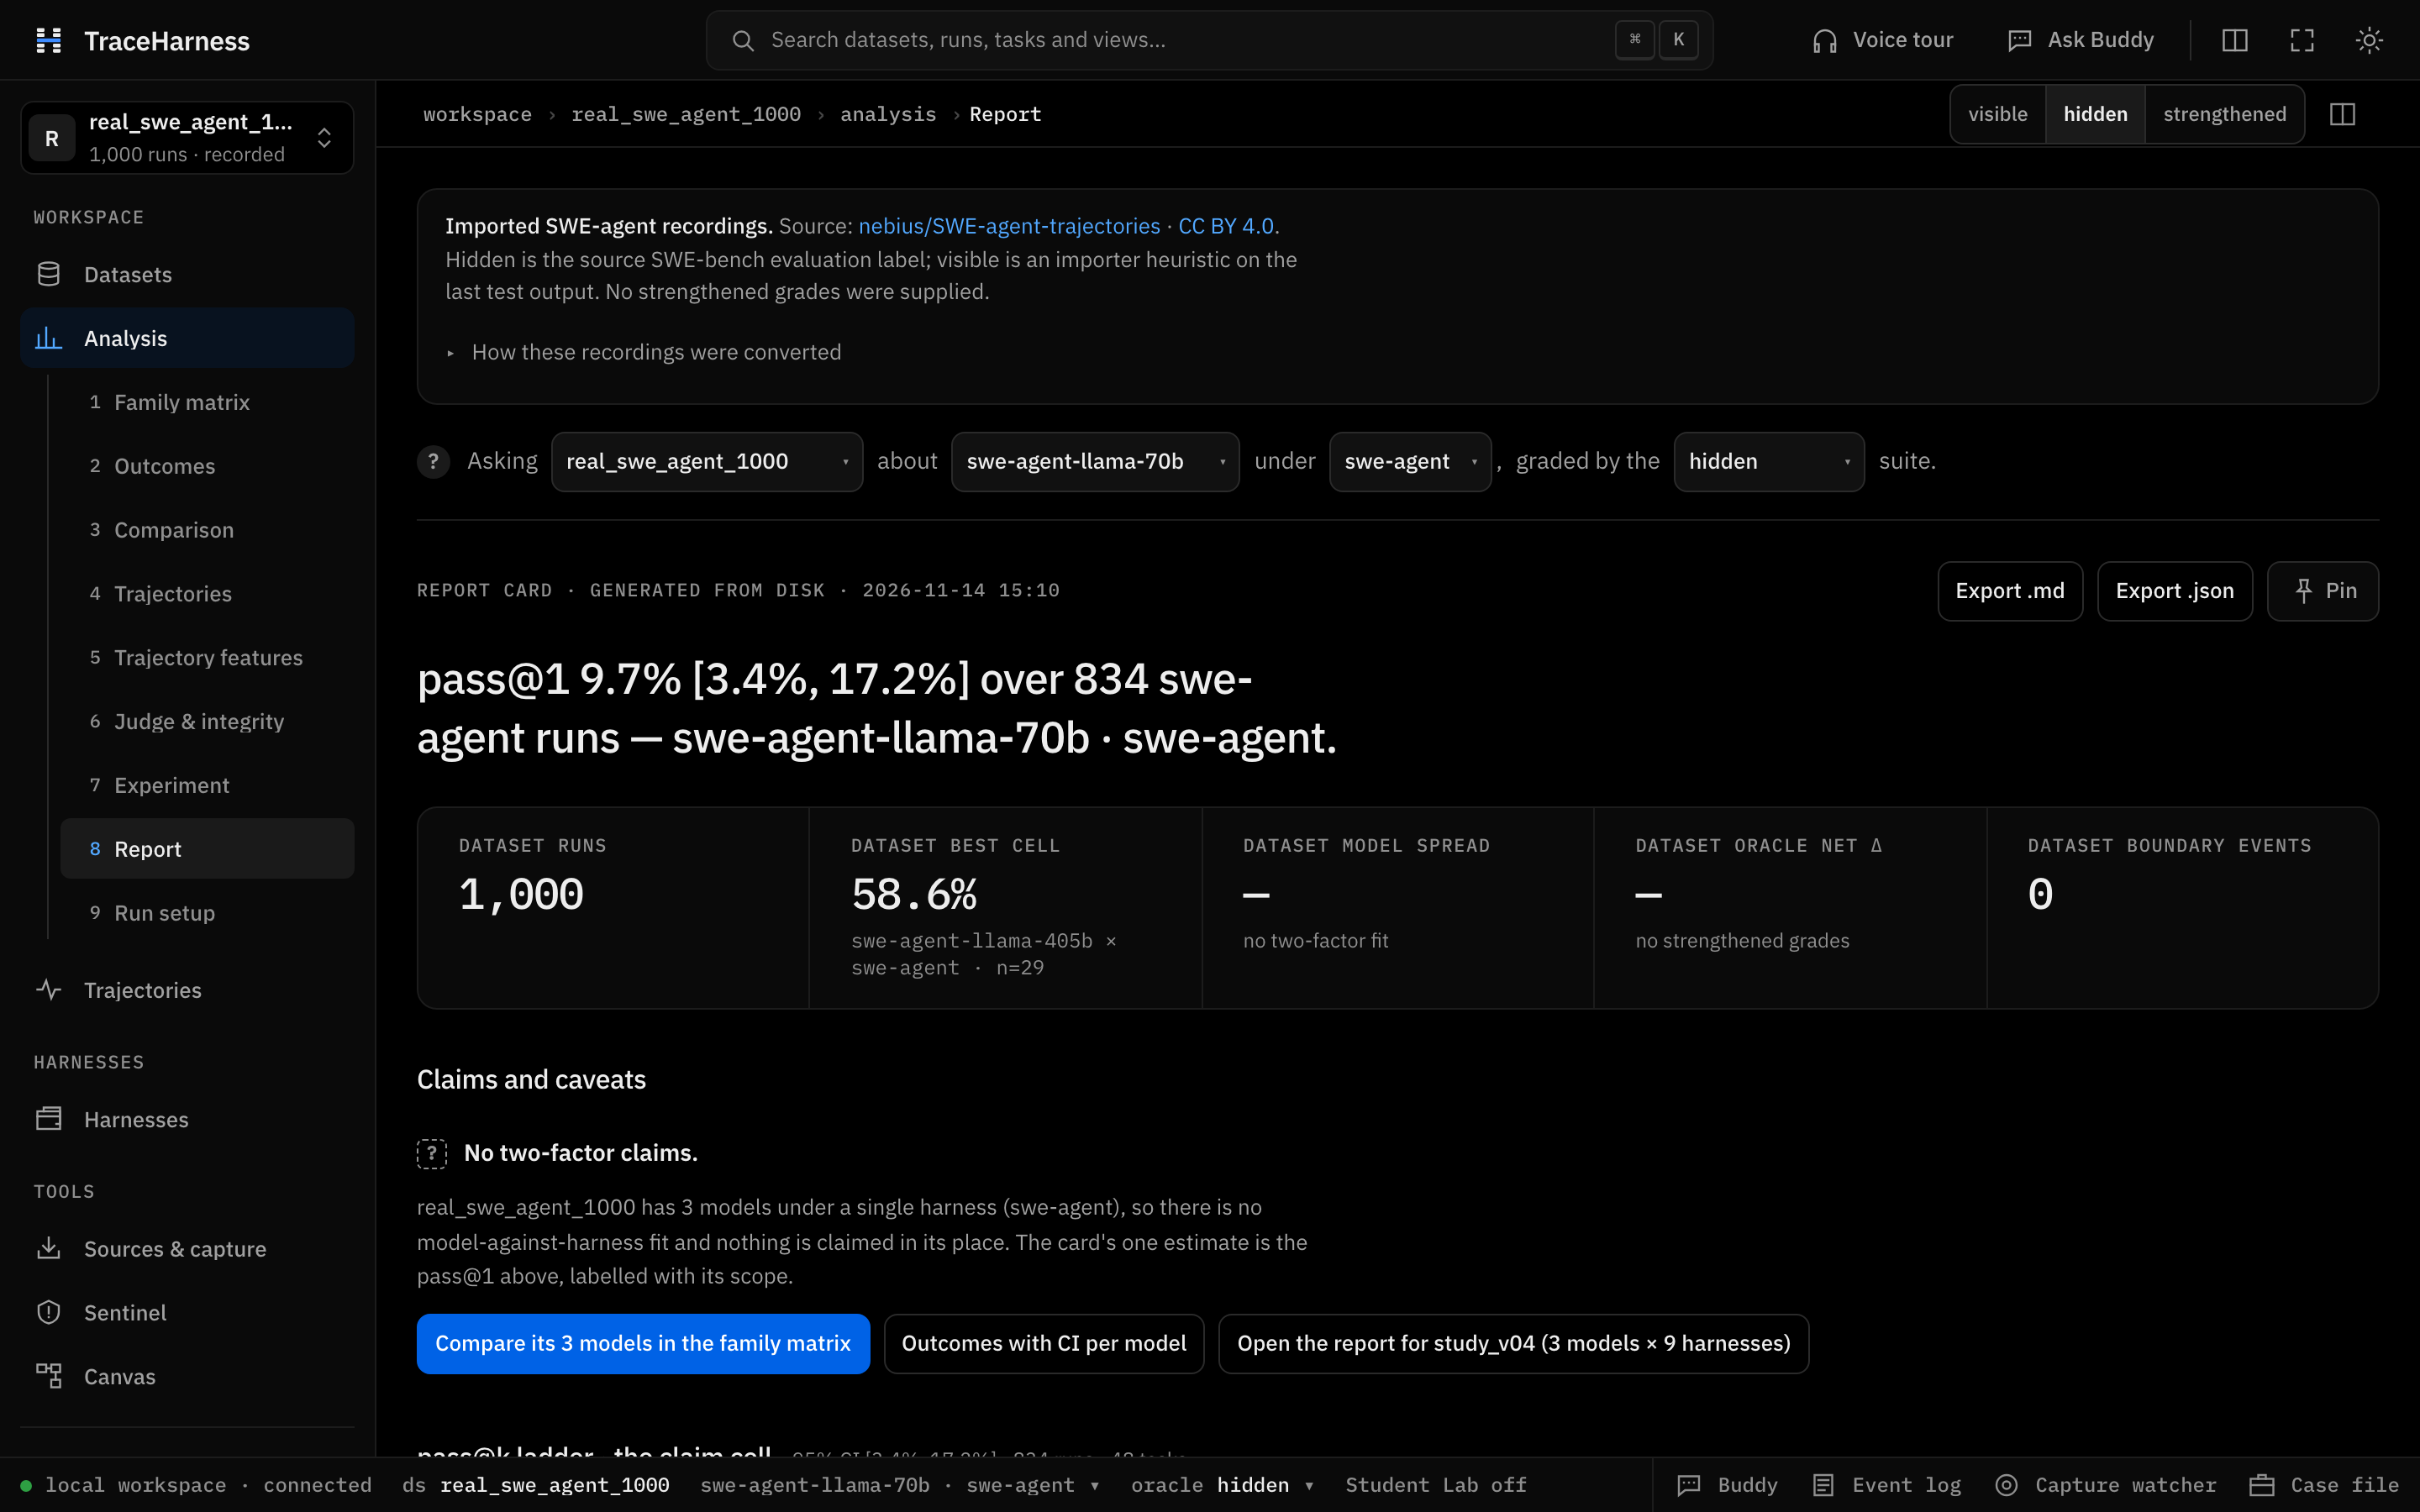 TraceHarness
Search datasets, runs, tasks and views...
⌘ K
Voice tour
Ask Buddy
R
real_swe_agent_1...
1,000 runs · recorded
WORKSPACE
Datasets
Analysis
1 Family matrix
2 Outcomes
3 Comparison
4 Trajectories
5 Trajectory features
6 Judge & integrity
7 Experiment
8 Report
9 Run setup
Trajectories
HARNESSES
Harnesses
TOOLS
Sources & capture
Sentinel
Canvas
workspace › real_swe_agent_1000 › analysis › Report
visible hidden strengthened
Imported SWE-agent recordings. Source: nebius/SWE-agent-trajectories · CC BY 4.0.
Hidden is the source SWE-bench evaluation label; visible is an importer heuristic on the
last test output. No strengthened grades were supplied.
▸ How these recordings were converted
? Asking real_swe_agent_1000 ▾ about swe-agent-llama-70b ▾ under swe-agent ▾ , graded by the hidden ▾ suite.
REPORT CARD · GENERATED FROM DISK · 2026-11-14 15:10
Export .md
Export .json
Pin
pass@1 9.7% [3.4%, 17.2%] over 834 swe-
agent runs — swe-agent-llama-70b · swe-agent.
DATASET RUNS
1,000
DATASET BEST CELL
58.6%
swe-agent-llama-405b ×
swe-agent · n=29
DATASET MODEL SPREAD
—
no two-factor fit
DATASET ORACLE NET Δ
—
no strengthened grades
DATASET BOUNDARY EVENTS
0
Claims and caveats
? No two-factor claims.
real_swe_agent_1000 has 3 models under a single harness (swe-agent), so there is no
model-against-harness fit and nothing is claimed in its place. The card's one estimate is the
pass@1 above, labelled with its scope.
Compare its 3 models in the family matrix
Outcomes with CI per model
Open the report for study_v04 (3 models × 9 harnesses)
pass@k ladder
local workspace · connected
ds real_swe_agent_1000
swe-agent-llama-70b · swe-agent ▾
oracle hidden ▾
Student Lab off
Buddy
Event log
Capture watcher
Case file